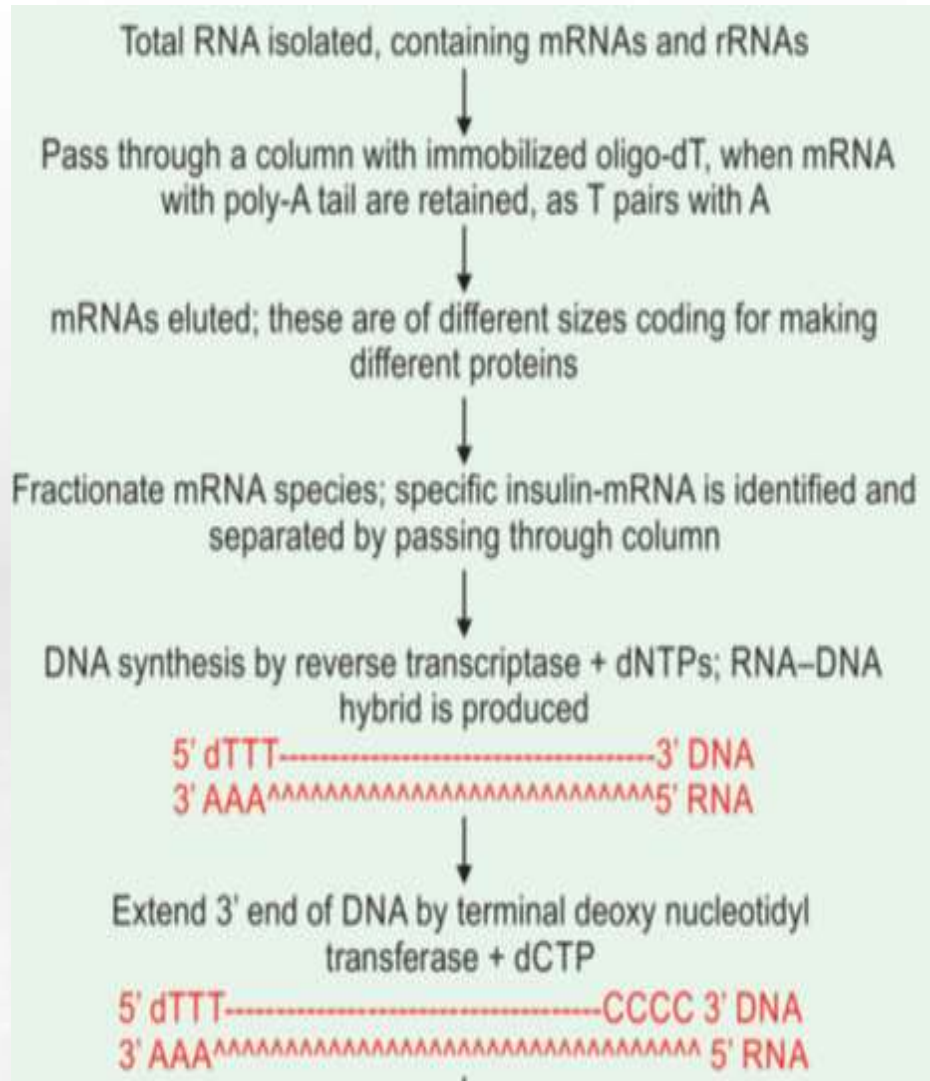 Total RNA isolated, containing mRNAs and rRNAs
Pass through a column with immobilized oligo-dT, when mRNA
with poly-A tail are retained, as T pairs with A
mRNAs eluted; these are of different sizes coding for making
different proteins
Fractionate mRNA species; specific insulin-mRNA is identified and
separated by passing through column
DNA synthesis by reverse transcriptase + dNTPs; RNA–DNA
hybrid is produced
5' dTTT--------------------------------3' DNA
3' AAA^^^^^^^^^^^^^^^^^^^^^^^^^^^5' RNA
Extend 3' end of DNA by terminal deoxy nucleotidyl
transferase + dCTP
5' dTTT--------------------------------CCCC 3' DNA
3' AAA^^^^^^^^^^^^^^^^^^^^^^^^^^^^^^^^^^ 5' RNA